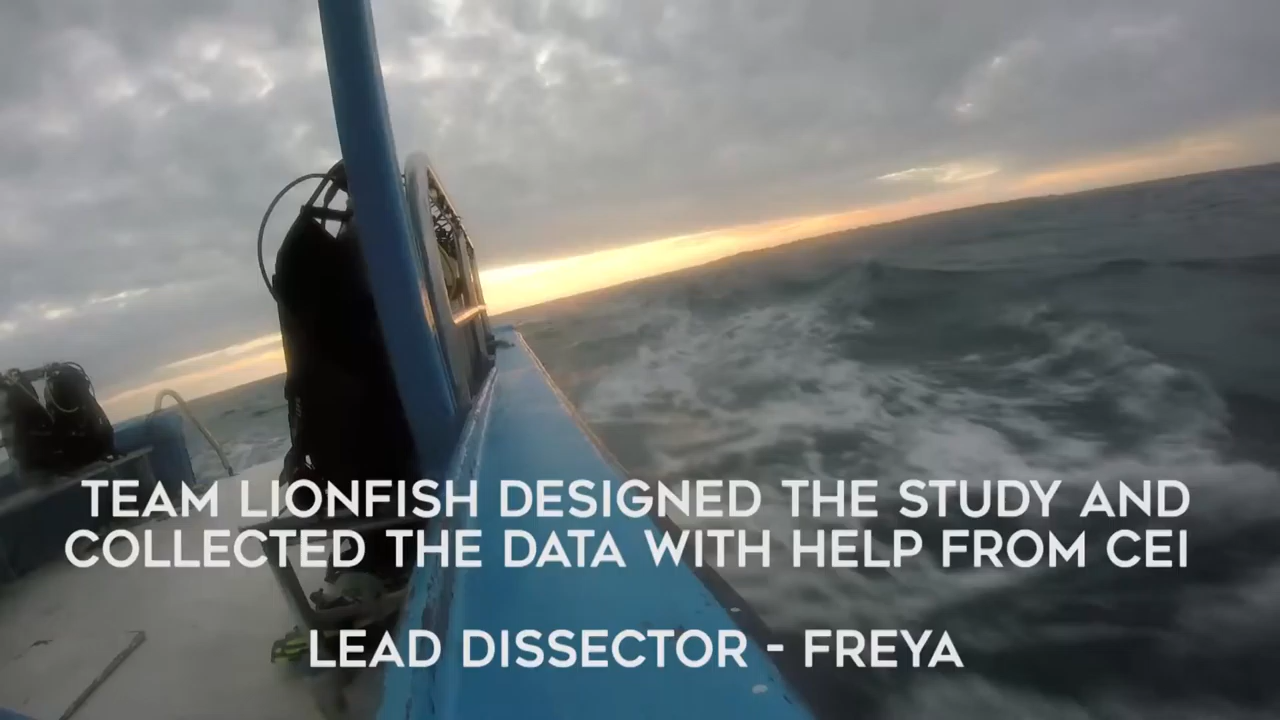 TEAM LIONFISH DESIGNED THE STUDY AND
COLLECTED THE DATA WITH HELP FROM CEI
LEAD DISSECTOR - FREYA